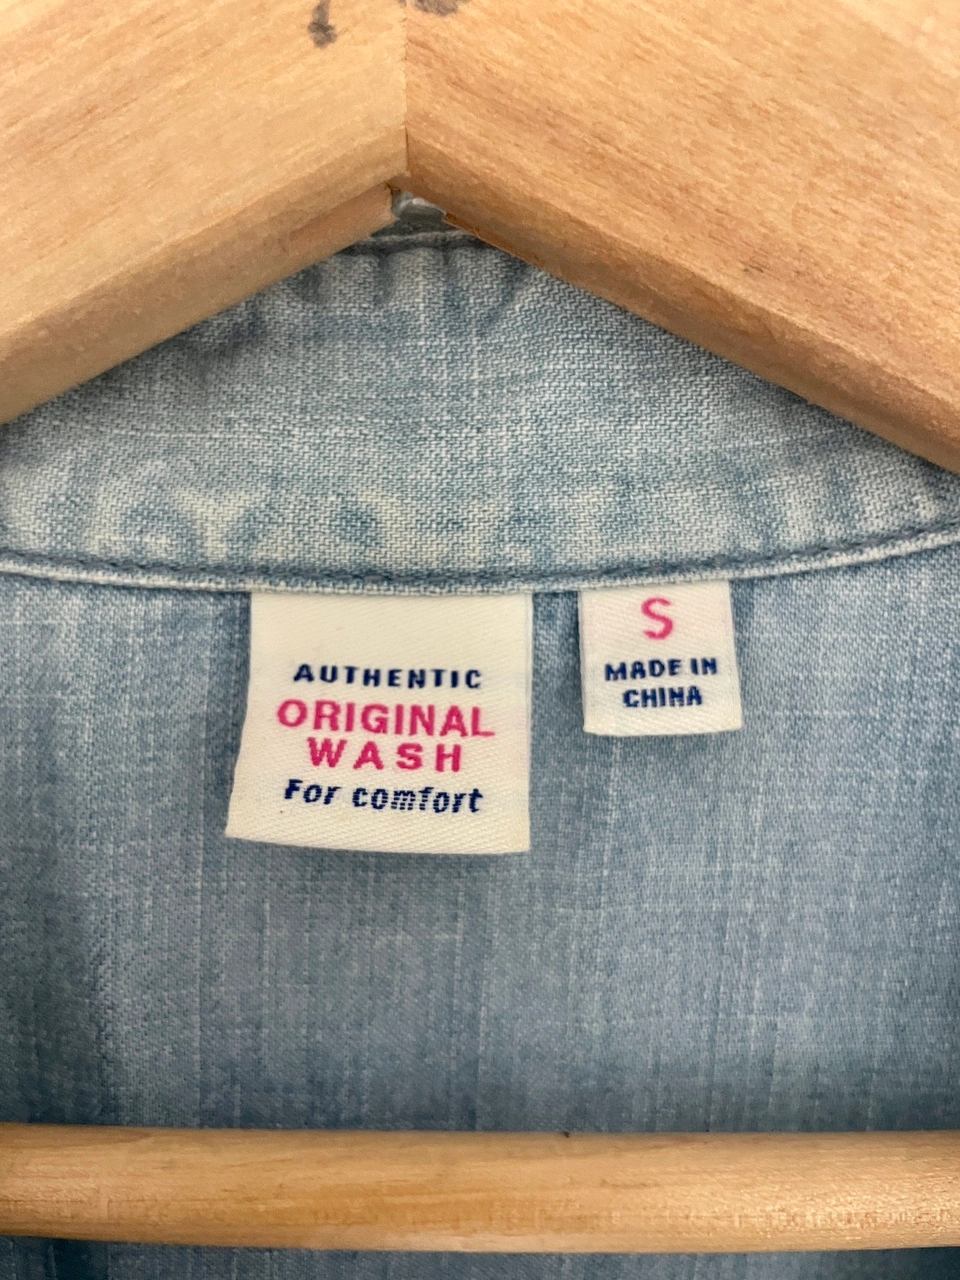 AUTHENTIC
ORIGINAL
WASH
For comfort
S
MADE IN
CHINA